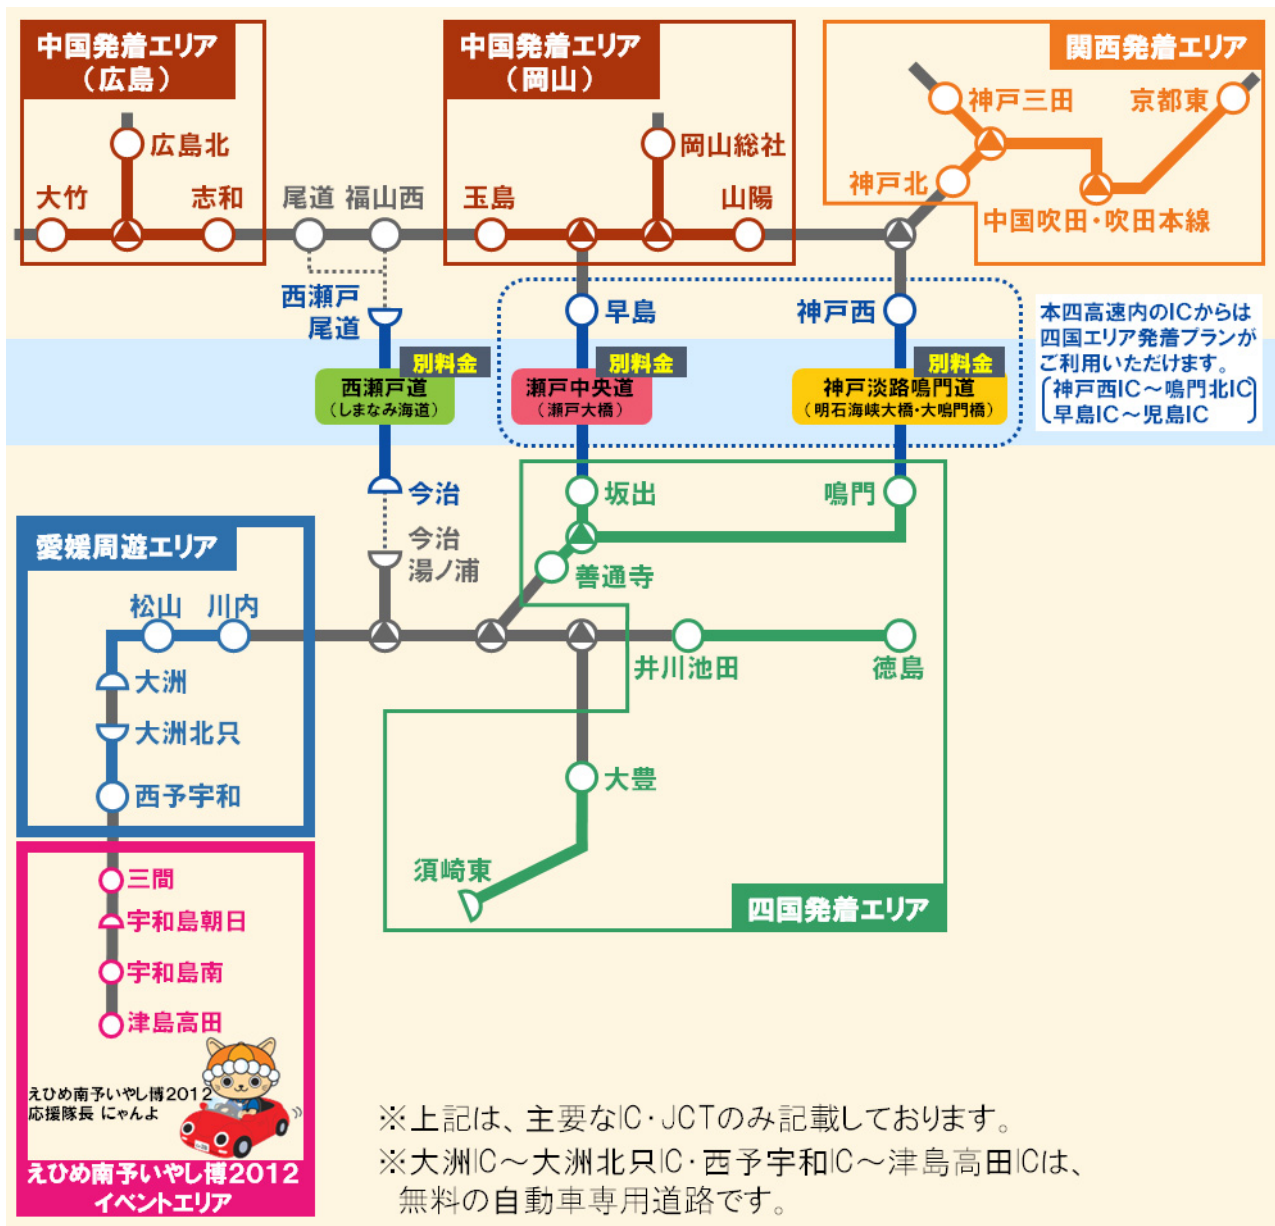 中国発着エリア
(広島)
中国発着エリア
(岡山)
関西発着エリア
神戸三田
京都東
広島北
岡山総社
神戸北
大竹
志和
尾道
福山西
玉島
山陽
中国吹田・吹田本線
西瀬戸
尾道
早島
神戸西
本四高速内のICからは
四国エリア発着プランが
ご利用いただけます。
神戸西IC～鳴門北IC
早島IC～児島IC
別料金
西瀬戸道
(しまなみ海道)
別料金
瀬戸中央道
(瀬戸大橋)
別料金
神戸淡路鳴門道
(明石海峡大橋・大鳴門橋)
今治
坂出
鳴門
今治
湯ノ浦
善通寺
愛媛周遊エリア
松山
川内
井川池田
徳島
大洲
大洲北只
西予宇和
大豊
須崎東
四国発着エリア
三間
宇和島朝日
宇和島南
津島高田
えひめ南予いやし博2012
応援隊長 にゃんよ
えひめ南予いやし博2012
イベントエリア
※上記は、主要なIC・JCTのみ記載しております。
※大洲IC～大洲北只IC・西予宇和IC～津島高田ICは、
無料の自動車専用道路です。